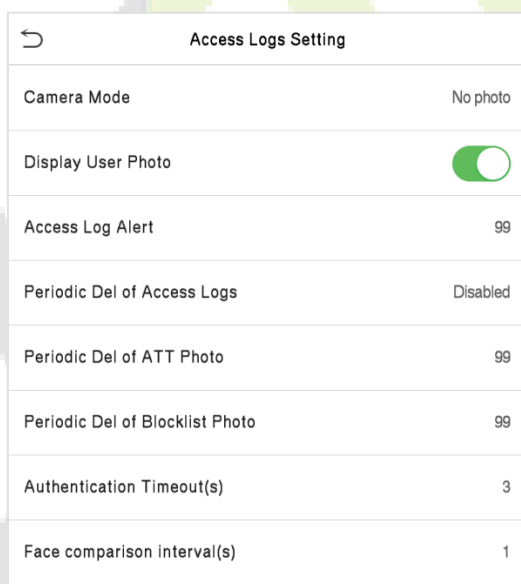 Access Logs Setting
Camera Mode No photo
Display User Photo
Access Log Alert 99
Periodic Del of Access Logs Disabled
Periodic Del of ATT Photo 99
Periodic Del of Blocklist Photo 99
Authentication Timeout(s) 3
Face comparison interval(s) 1